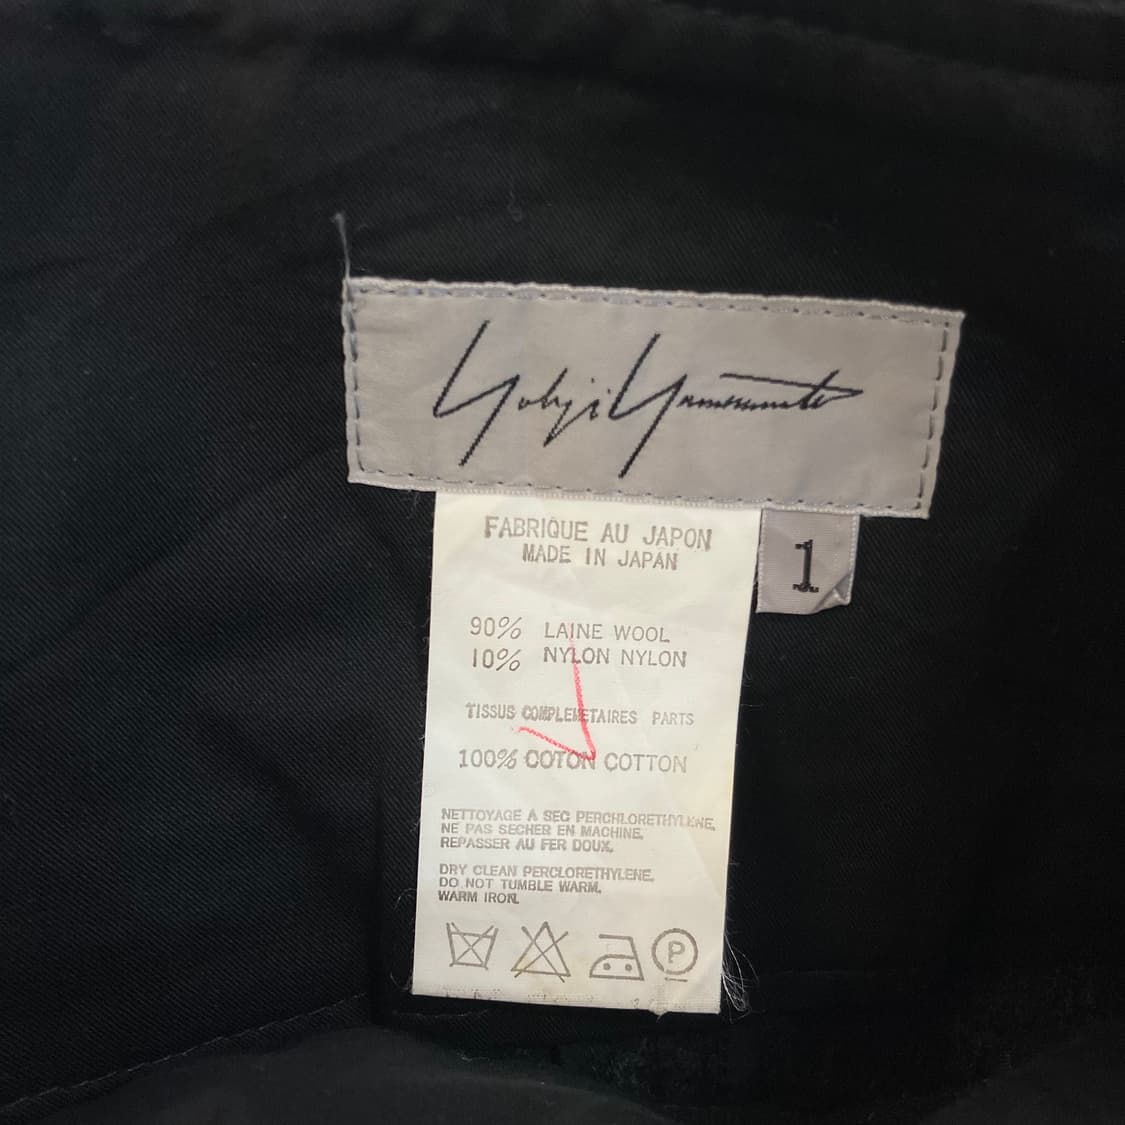 Yohji Yamamoto
1
FABRIQUE AU JAPON
MADE IN JAPAN
90% LAINE WOOL
10% NYLON NYLON
TISSUS COMPLEMETAIRES PARTS
100% COTON COTTON
NETTOYAGE À SEC PERCHLORETHYLENE.
NE PAS SECHER EN MACHINE.
REPASSER AU FER DOUX.
DRY CLEAN PERCLORETHYLENE.
DO NOT TUMBLE WARM.
WARM IRON.
P